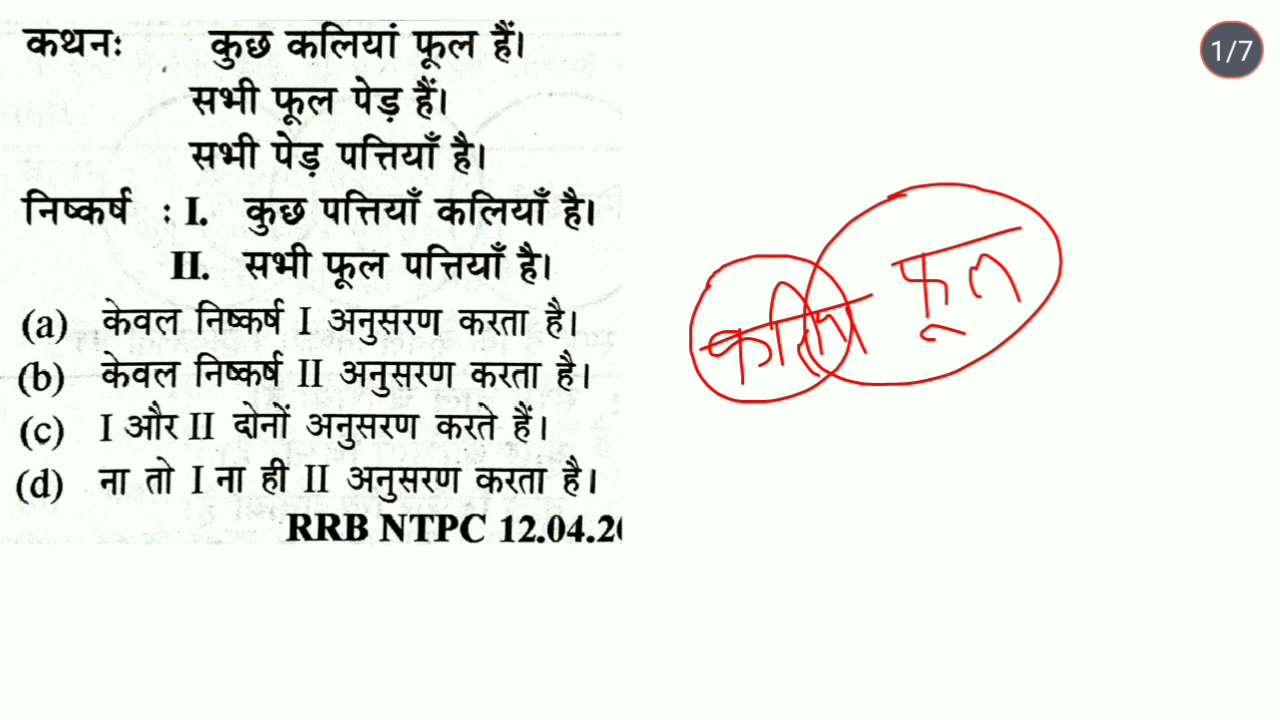 1/7
कथनः कुछ कलियां फूल हैं।
सभी फूल पेड़ हैं।
सभी पेड़ पत्तियाँ है।
निष्कर्ष : I. कुछ पत्तियाँ कलियाँ है।
II. सभी फूल पत्तियाँ है।
(a) केवल निष्कर्ष I अनुसरण करता है।
(b) केवल निष्कर्ष II अनुसरण करता है।
(c) I और II दोनों अनुसरण करते हैं।
(d) ना तो I ना ही II अनुसरण करता है।
RRB NTPC 12.04.2
फूल